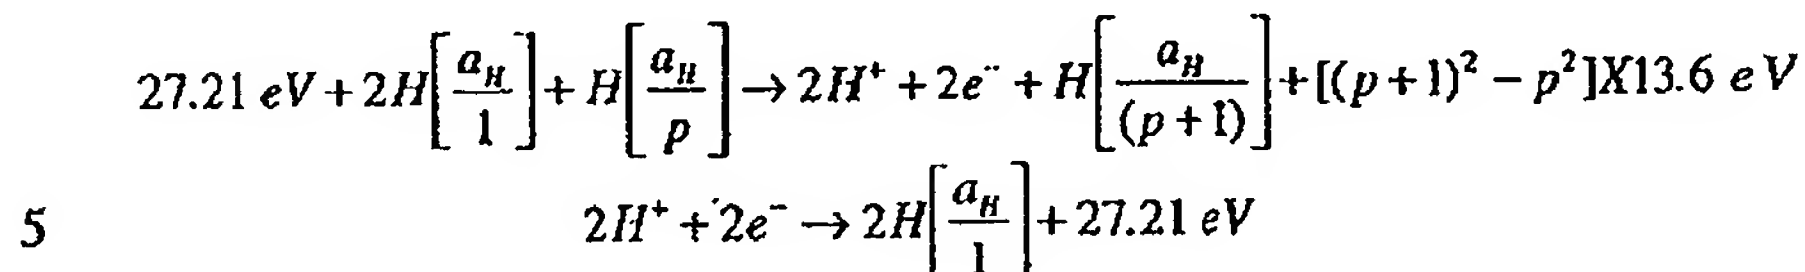 27.21 eV + 2H[a_H/1] + H[a_H/p] → 2H⁺ + 2e⁻ + H[a_H/(p+1)] + [(p+1)² − p²]X13.6 eV
5 2H⁺ + 2e⁻ → 2H[a_H/1] + 27.21 eV